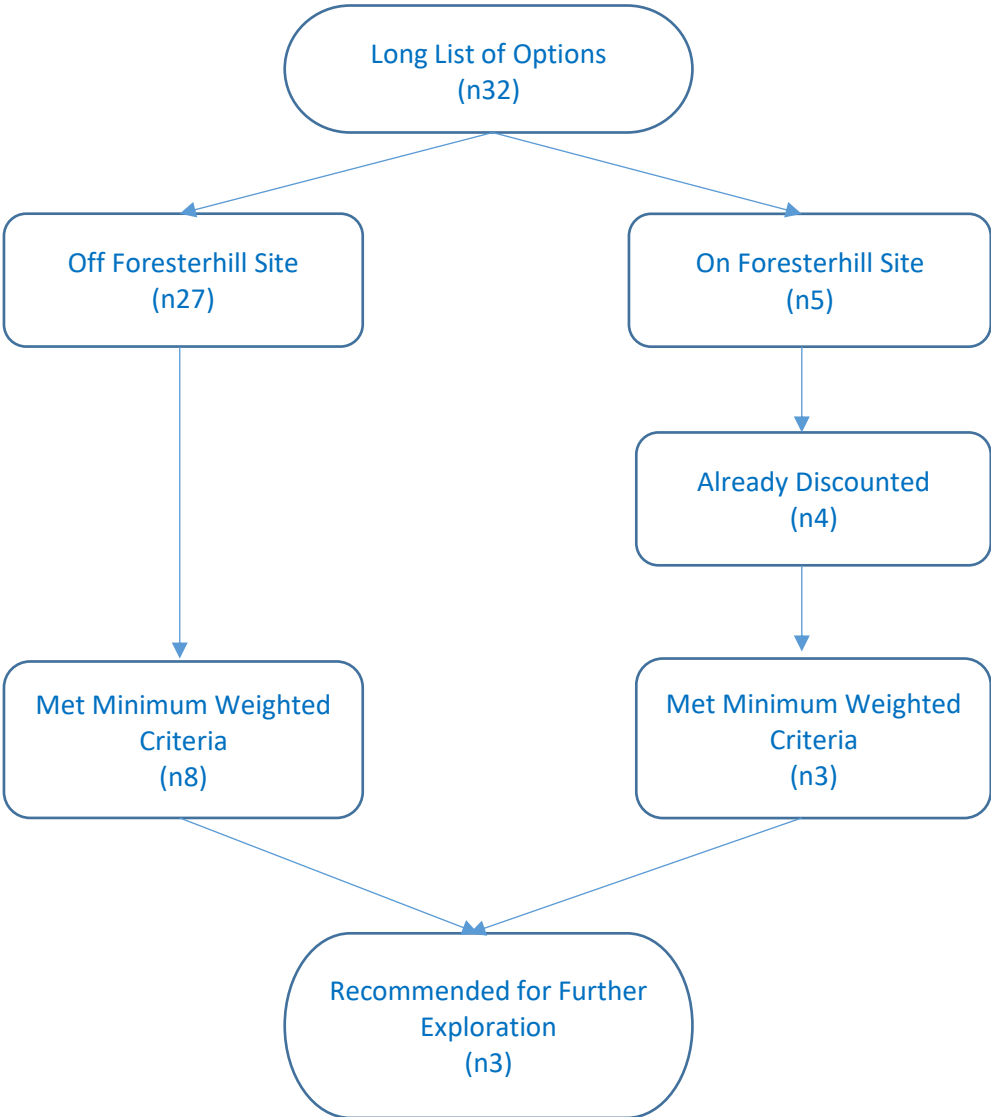 Long List of Options
(n32)
Off Foresterhill Site
(n27)
On Foresterhill Site
(n5)
Already Discounted
(n4)
Met Minimum Weighted
Criteria
(n8)
Met Minimum Weighted
Criteria
(n3)
Recommended for Further
Exploration
(n3)